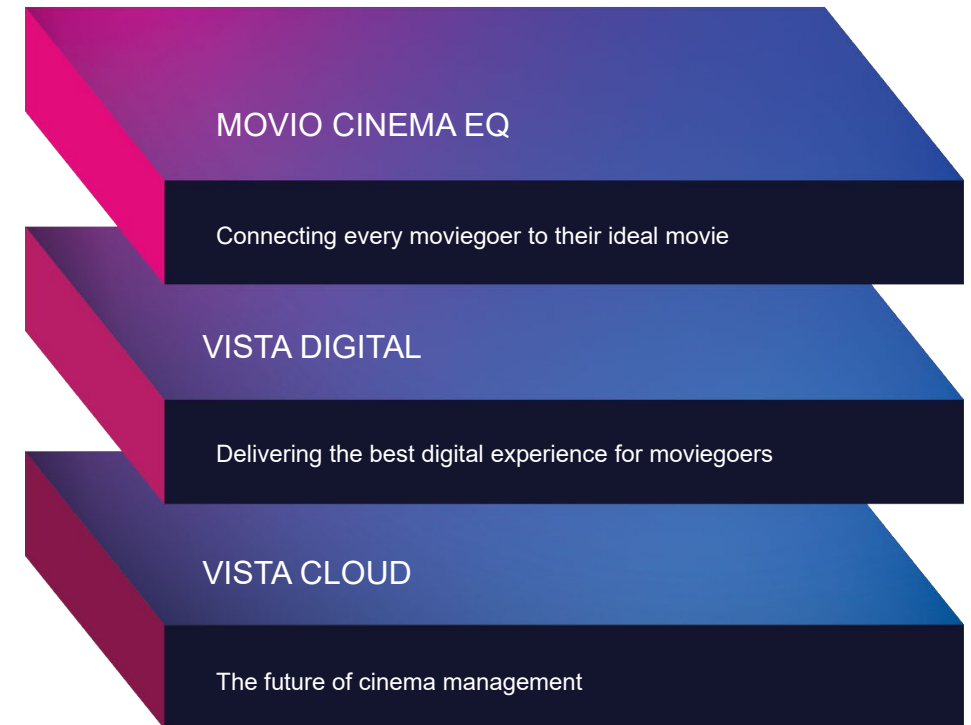 MOVIO CINEMA EQ
Connecting every moviegoer to their ideal movie
VISTA DIGITAL
Delivering the best digital experience for moviegoers
VISTA CLOUD
The future of cinema management